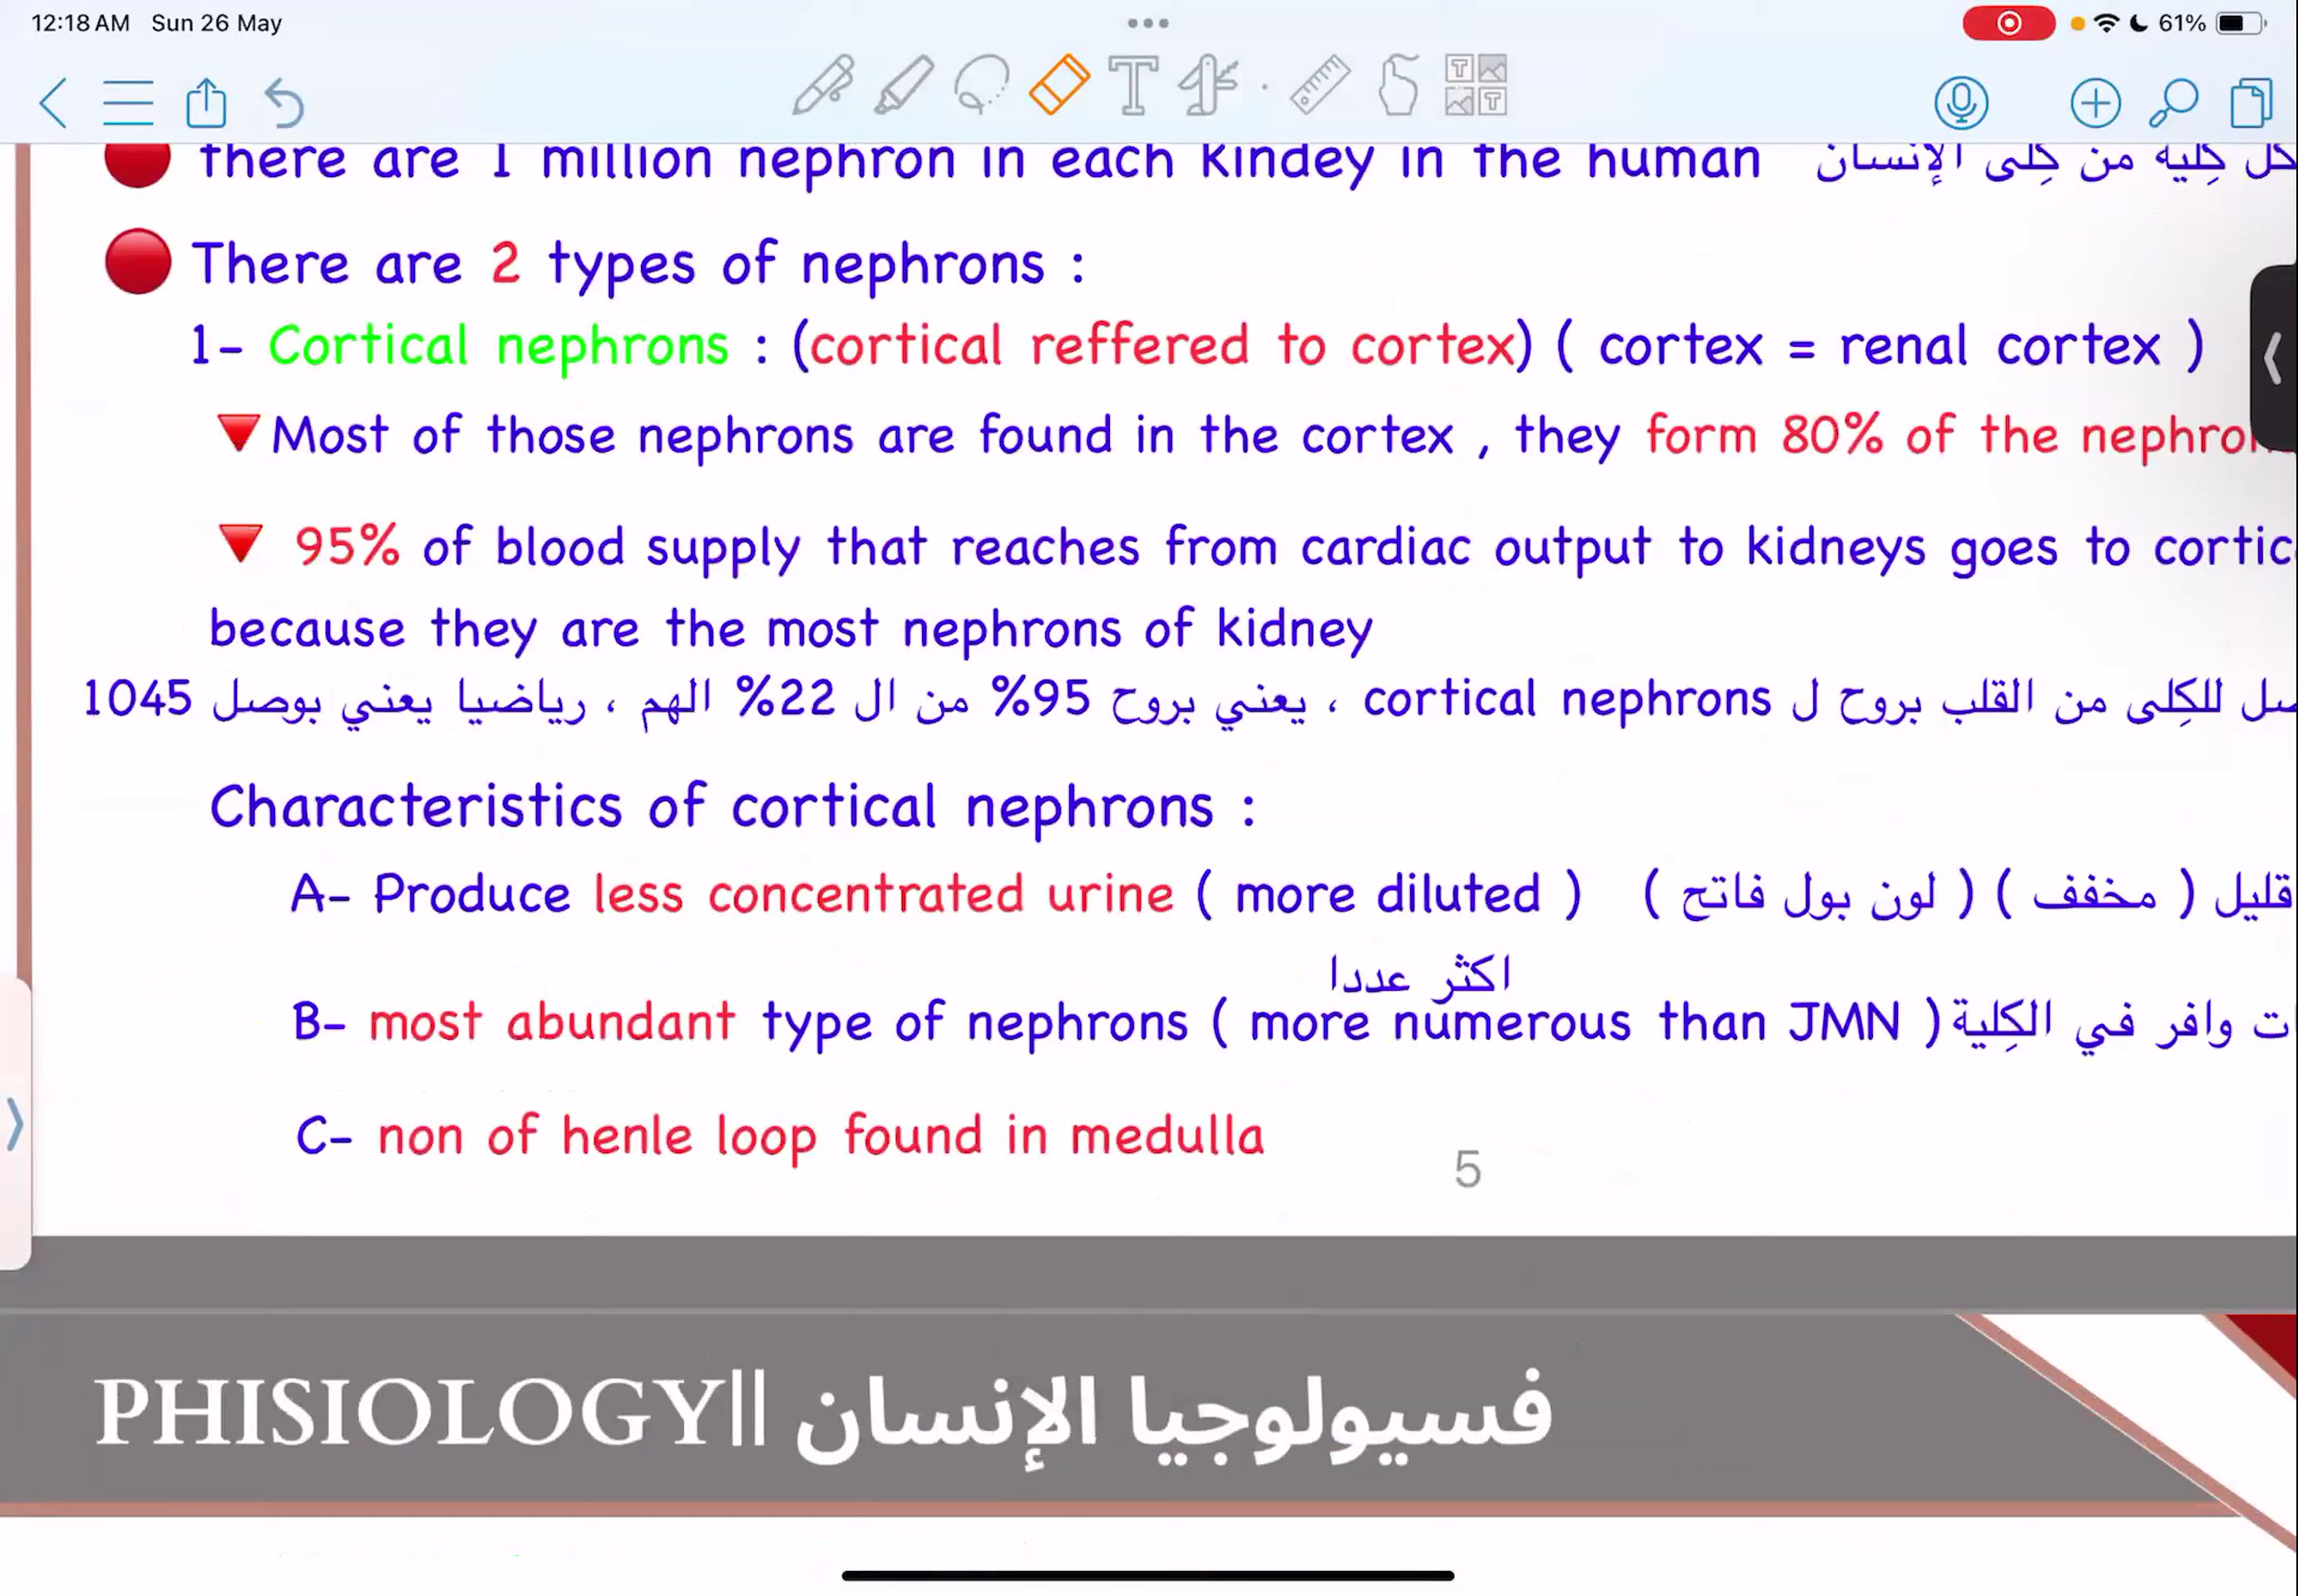 12:18 AM Sun 26 May
61%
there are 1 million nephron in each kindey in the human كل كِليه من كِلى الإنسان
There are 2 types of nephrons :
1- Cortical nephrons : (cortical reffered to cortex) ( cortex = renal cortex )
Most of those nephrons are found in the cortex , they form 80% of the
95% of blood supply that reaches from cardiac output to kidneys goes to
because they are the most nephrons of kidney
للكِلى من القلب بروح ل cortical nephrons ، يعني بروح 95% من ال 22% الهم ، رياضيا يعني بوصل 1045
Characteristics of cortical nephrons :
A- Produce less concentrated urine ( more diluted ) قليل ( مخفف ) ( لون بول فاتح )
اكثر عددا
B- most abundant type of nephrons ( more numerous than JMN ) وافر في الكِلية
C- non of henle loop found in medulla
5
PHISIOLOGY|| فسيولوجيا الإنسان